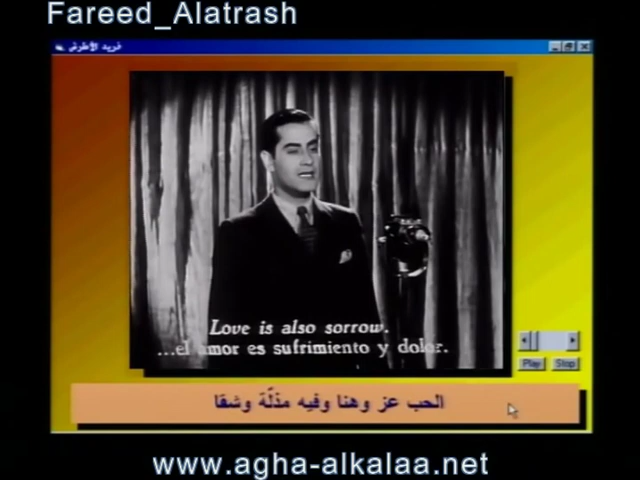 Fareed_Alatrash
فريد الأطرش
Love is also sorrow.
...el amor es sufrimiento y dolor.
Play Stop
الحب عز وهنا وفيه مذلّة وشقا
www.agha-alkalaa.net